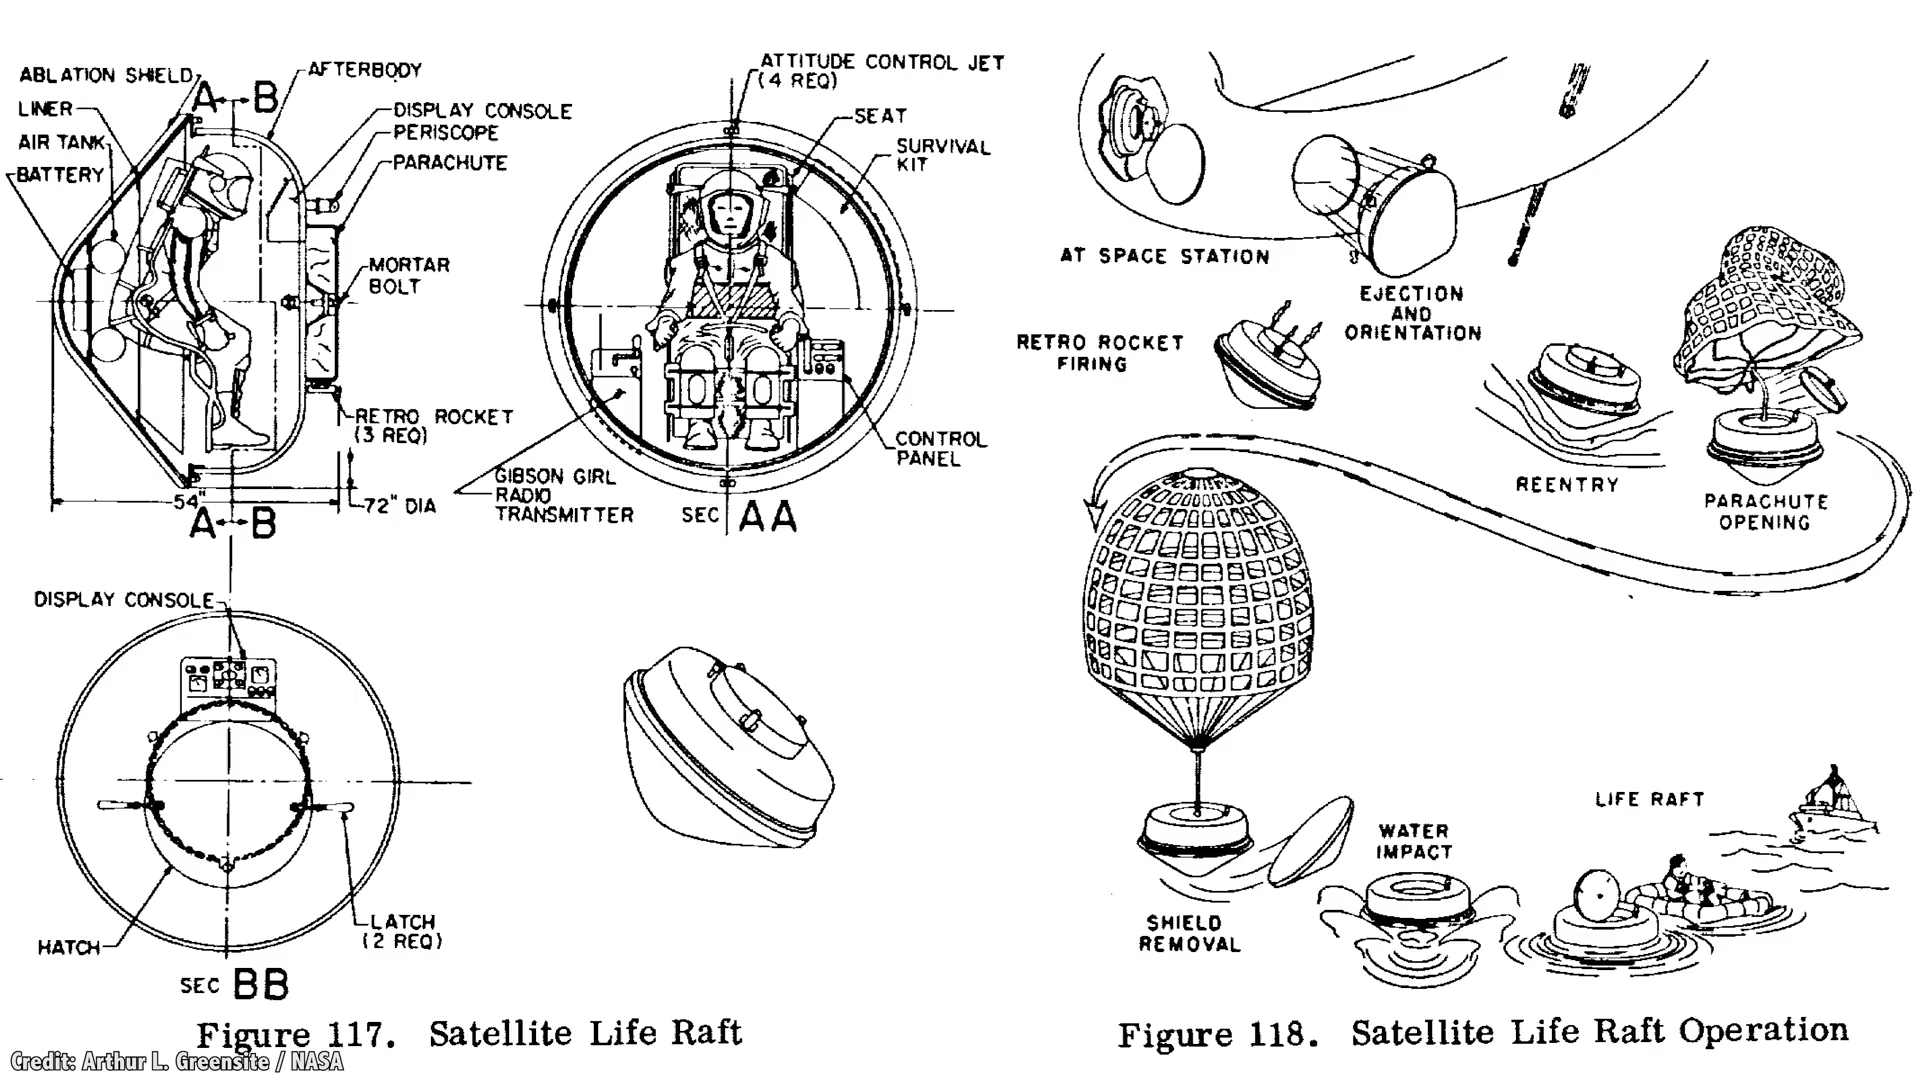 ABLATION SHIELD
LINER
AIR TANK
BATTERY
A B
AFTERBODY
DISPLAY CONSOLE
PERISCOPE
PARACHUTE
MORTAR
BOLT
RETRO ROCKET
(3 REQ)
54"
72" DIA
A B
ATTITUDE CONTROL JET
(4 REQ)
SEAT
SURVIVAL
KIT
CONTROL
PANEL
GIBSON GIRL
RADIO
TRANSMITTER
SEC AA
DISPLAY CONSOLE
HATCH
LATCH
(2 REQ)
SEC BB
Figure 117. Satellite Life Raft
Credit: Arthur L. Greensite / NASA
AT SPACE STATION
EJECTION
AND
ORIENTATION
RETRO ROCKET
FIRING
REENTRY
PARACHUTE
OPENING
SHIELD
REMOVAL
WATER
IMPACT
LIFE RAFT
Figure 118. Satellite Life Raft Operation